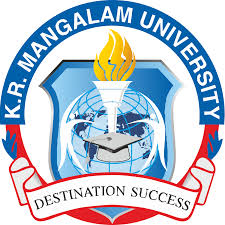 K.R. MANGALAM UNIVERSITY
DESTINATION SUCCESS